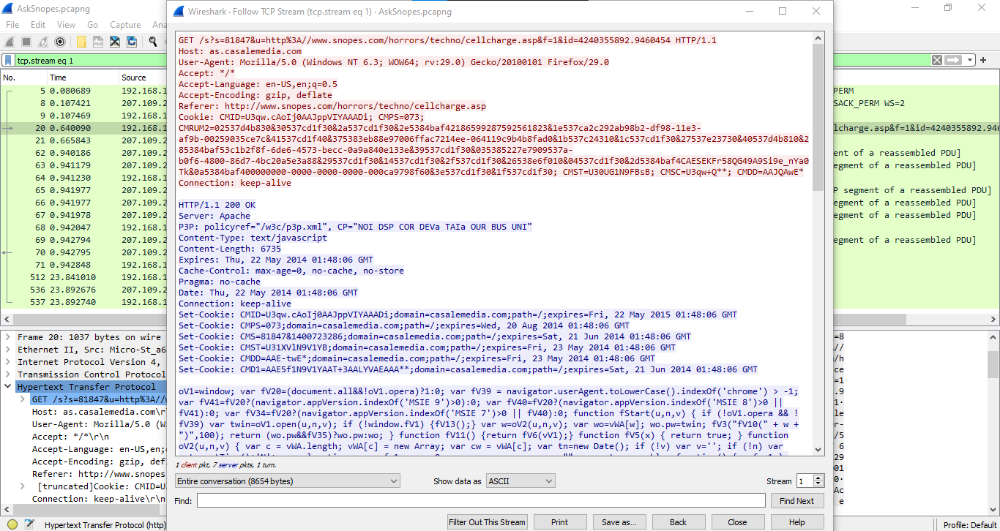 AskSnopes.pcapng
File Edit View Go Capture Ana
tcp.stream eq 1
No. Time Source
5 0.080689 192.168.1
8 0.107421 207.109.2
9 0.107469 192.168.1
20 0.640090 192.168.1
21 0.665843 207.109.2
62 0.940186 207.109.2
63 0.941179 207.109.2
64 0.941230 192.168.1
65 0.941977 207.109.2
66 0.941977 207.109.2
67 0.941978 207.109.2
68 0.942047 192.168.1
69 0.942794 207.109.2
70 0.942795 207.109.2
71 0.942848 192.168.1
512 23.841010 192.168.1
536 23.892676 207.109.2
537 23.892740 192.168.1
PERM
SACK_PERM WS=2
lcharge.asp&f=1&id=4240355892.946
ent of a reassembled PDU]
segment of a reassembled PDU]
P segment of a reassembled PDU]
segment of a reassembled PDU]
segment of a reassembled PDU]
segment of a reassembled PDU]
Frame 20: 1037 bytes on wire
Ethernet II, Src: Micro-St_a6
Internet Protocol Version 4,
Transmission Control Protocol
Hypertext Transfer Protocol
GET /s?s=81847&u=http%3A//w
Host: as.casalemedia.com\r
User-Agent: Mozilla/5.0 (W
Accept: */*\r\n
Accept-Language: en-US,en;
Accept-Encoding: gzip, def
Referer: http://www.snopes
[truncated]Cookie: CMID=U3
Connection: keep-alive\r\n
Hypertext Transfer Protocol (http)
Profile: Default
Wireshark · Follow TCP Stream (tcp.stream eq 1) · AskSnopes.pcapng
GET /s?s=81847&u=http%3A//www.snopes.com/horrors/techno/cellcharge.asp&f=1&id=4240355892.9460454 HTTP/1.1
Host: as.casalemedia.com
User-Agent: Mozilla/5.0 (Windows NT 6.3; WOW64; rv:29.0) Gecko/20100101 Firefox/29.0
Accept: */*
Accept-Language: en-US,en;q=0.5
Accept-Encoding: gzip, deflate
Referer: http://www.snopes.com/horrors/techno/cellcharge.asp
Cookie: CMID=U3qw.cAoIj0AAJppVIYAAADi; CMPS=073;
CMRUM2=02537d4b830&30537cd1f30&2a537cd1f30&2e5384baf42186599287592561823&1e537ca2c292ab98b2-df98-11e3-
af9b-00259035ce7c&41537cd1f40&375383eb88e97006ffac7214ee-064119c9b4b8fad0&1b537c24310&1c537cd1f30&27537e23730&40537d4b810&2
85384baf53c1b2f8f-6de6-4573-becc-0a9a840e133e&39537cd1f30&035385227e7909537a-
b0f6-4800-86d7-4bc20a5e3a88&29537cd1f30&14537cd1f30&2f537cd1f30&26538e6f010&04537cd1f30&2d5384baf4CAESEKFr58QG49A9Si9e_nYa0
Tk&0a5384baf400000000-0000-0000-0000-000ca9798f60&3e537cd1f30&1f537cd1f30; CMST=U30UG1N9FBsB; CMSC=U3qw+Q**; CMDD=AAJQAwE*
Connection: keep-alive
HTTP/1.1 200 OK
Server: Apache
P3P: policyref="/w3c/p3p.xml", CP="NOI DSP COR DEVa TAIa OUR BUS UNI"
Content-Type: text/javascript
Content-Length: 6735
Expires: Thu, 22 May 2014 01:48:06 GMT
Cache-Control: max-age=0, no-cache, no-store
Pragma: no-cache
Date: Thu, 22 May 2014 01:48:06 GMT
Connection: keep-alive
Set-Cookie: CMID=U3qw.cAoIj0AAJppVIYAAADi;domain=casalemedia.com;path=/;expires=Fri, 22 May 2015 01:48:06 GMT
Set-Cookie: CMPS=073;domain=casalemedia.com;path=/;expires=Wed, 20 Aug 2014 01:48:06 GMT
Set-Cookie: CMS=81847&1400723286;domain=casalemedia.com;path=/;expires=Sat, 21 Jun 2014 01:48:06 GMT
Set-Cookie: CMST=U31XVlN9V1YB;domain=casalemedia.com;path=/;expires=Fri, 23 May 2014 01:48:06 GMT
Set-Cookie: CMDD=AAE-twE*;domain=casalemedia.com;path=/;expires=Fri, 23 May 2014 01:48:06 GMT
Set-Cookie: CMD1=AAE5f1N9V1YAAT+3AALYVAEAAA**;domain=casalemedia.com;path=/;expires=Sat, 21 Jun 2014 01:48:06 GMT
oV1=window; var fV20=(document.all&&!oV1.opera)?1:0; var fV39 = navigator.userAgent.toLowerCase().indexOf('chrome') > -1;
var fV41=fV20?(navigator.appVersion.indexOf('MSIE 9')>0):0; var fV40=fV20?(navigator.appVersion.indexOf('MSIE 8')>0 ||
fV41):0; var fV34=fV20?(navigator.appVersion.indexOf('MSIE 7')>0 || fV40):0; function fStart(u,n,v) { if (!oV1.opera && !
fV39) var twin=oV1.open(u,n,v); if (!window.fV1) {fV13();} var w=oV2(u,n,v); var wo=vWA[w]; wo.pw=twin; fV3("fV10(" + w +
")",100); return (wo.pw&&fV35)?wo.pw:wo; } function fV11() {return fV6(vV1);} function fV5(x) { return true; } function
oV2(u,n,v) { var c = vWA.length; vWA[c] = new Array; var cw = vWA[c]; var tn=new Date(); if (!v) var v=''; if (!n) var
1 client pkt, 7 server pkts, 1 turn.
Entire conversation (8654 bytes) Show data as ASCII Stream 1
Find: Find Next
Filter Out This Stream Print Save as... Back Close Help